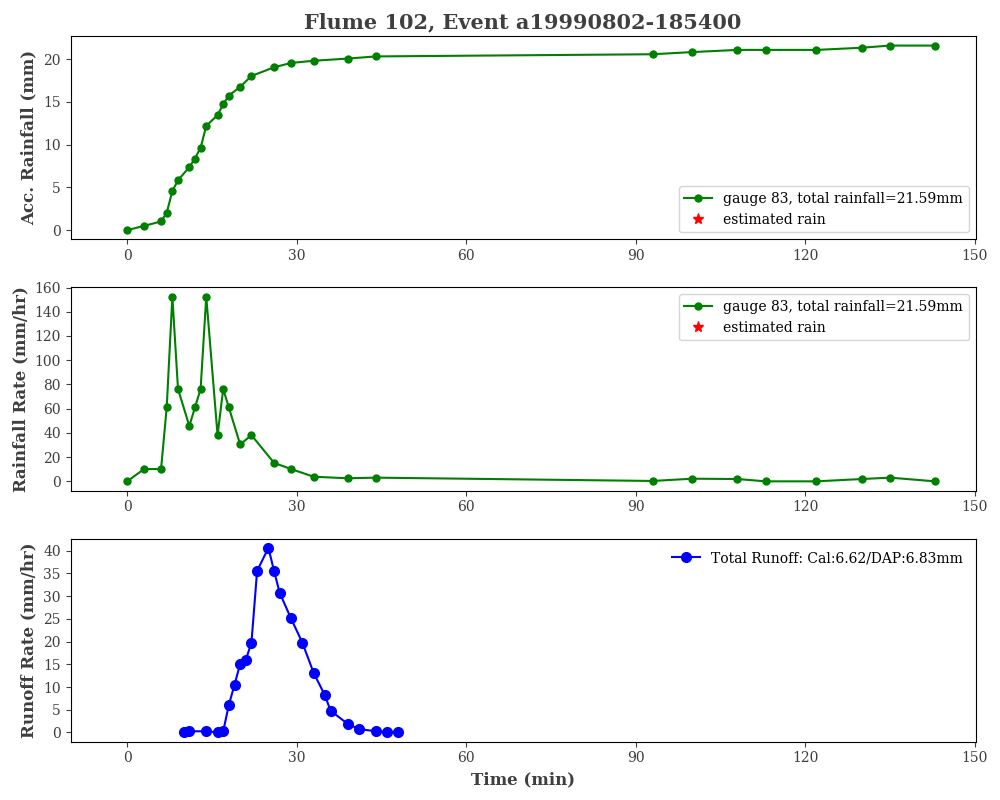 Flume 102, Event a19990802-185400
Acc. Rainfall (mm)
20
15
10
5
0
gauge 83, total rainfall=21.59mm
estimated rain
0 30 60 90 120 150
Rainfall Rate (mm/hr)
160
140
120
100
80
60
40
20
0
gauge 83, total rainfall=21.59mm
estimated rain
0 30 60 90 120 150
Runoff Rate (mm/hr)
40
35
30
25
20
15
10
5
0
Total Runoff: Cal:6.62/DAP:6.83mm
0 30 60 90 120 150
Time (min)